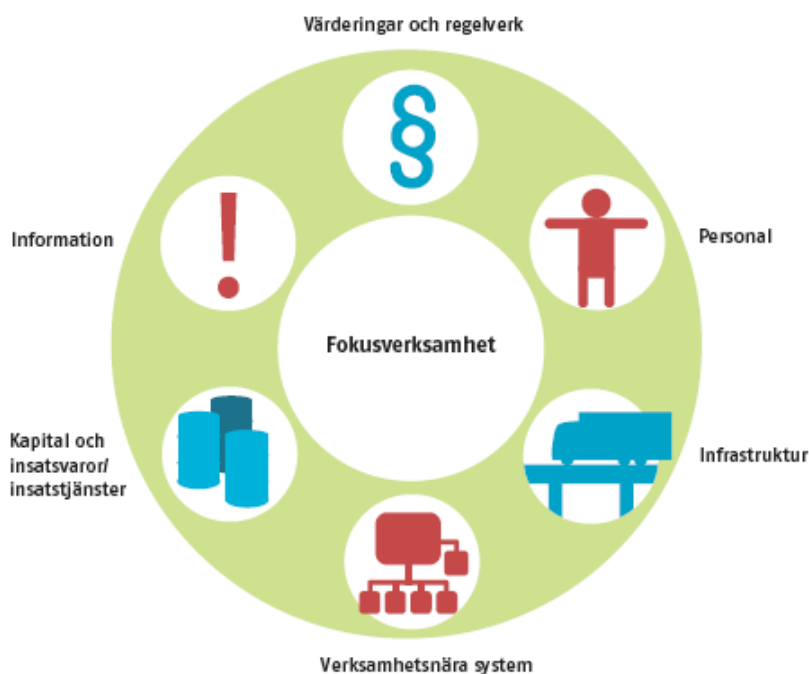 Värderingar och regelverk
§
Information
!
Personal
Fokusverksamhet
Kapital och
insatsvaror/
insatstjänster
Infrastruktur
Verksamhetsnära system